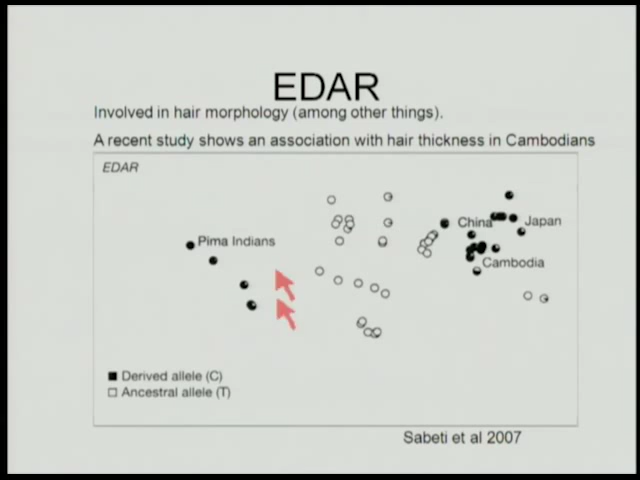 EDAR
Involved in hair morphology (among other things).
A recent study shows an association with hair thickness in Cambodians
EDAR
China
Japan
Pima Indians
Cambodia
Derived allele (C)
Ancestral allele (T)
Sabeti et al 2007